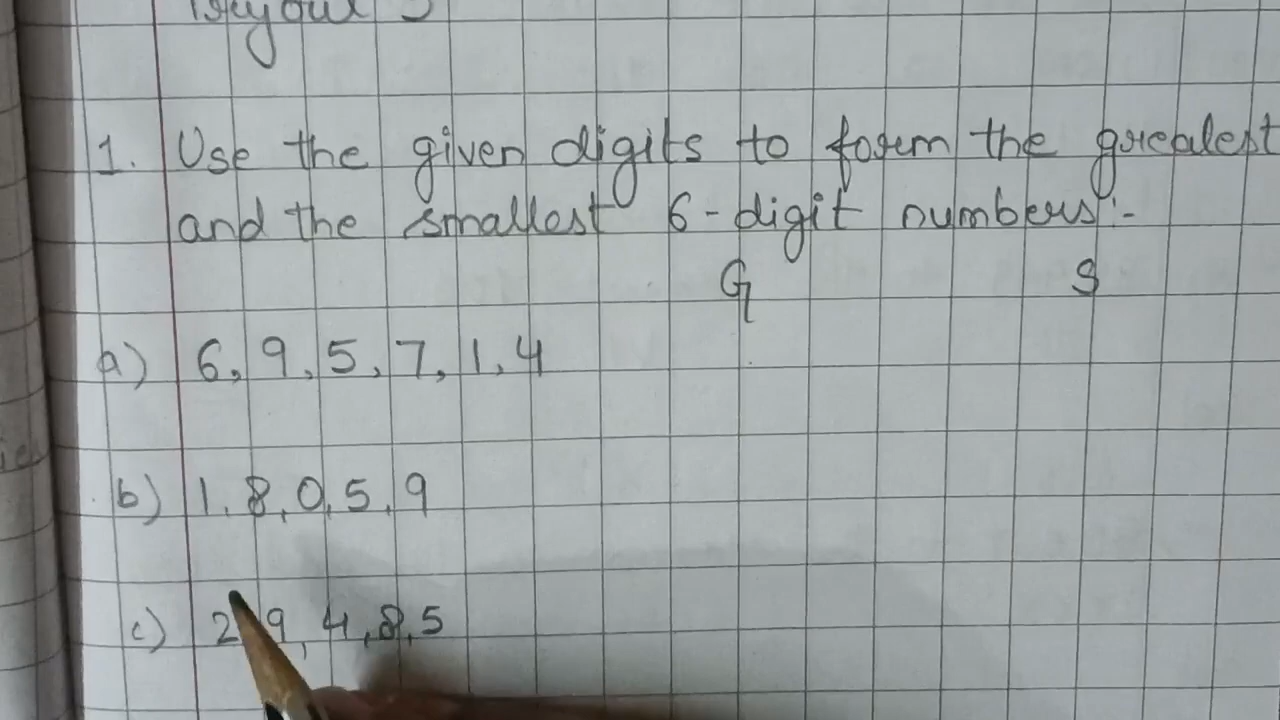 1. Use the given digits to form the greatest
and the smallest 6-digit numbers:-
G S
a) 6, 9, 5, 7, 1, 4
b) 1, 8, 0, 5, 9
c) 2, 9, 4, 8, 5